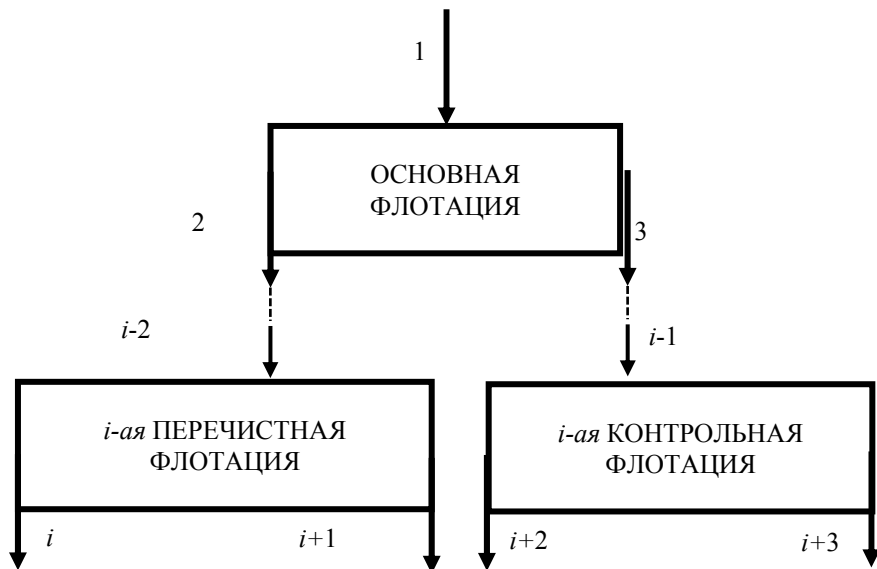 1
ОСНОВНАЯ
ФЛОТАЦИЯ
2
3
i-2
i-1
i-ая ПЕРЕЧИСТНАЯ
ФЛОТАЦИЯ
i-ая КОНТРОЛЬНАЯ
ФЛОТАЦИЯ
i
i+1
i+2
i+3